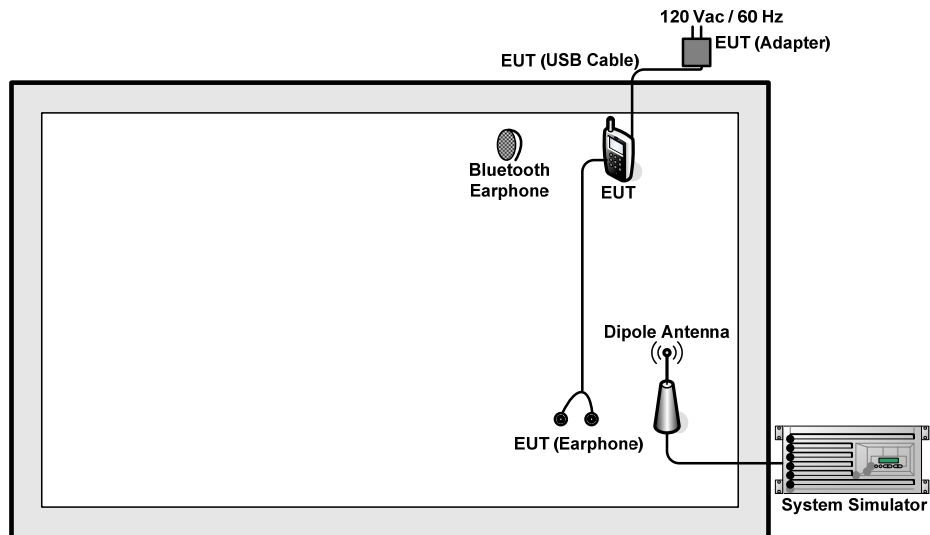 120 Vac / 60 Hz
EUT (Adapter)
EUT (USB Cable)
Bluetooth
Earphone
EUT
Dipole Antenna
EUT (Earphone)
System Simulator